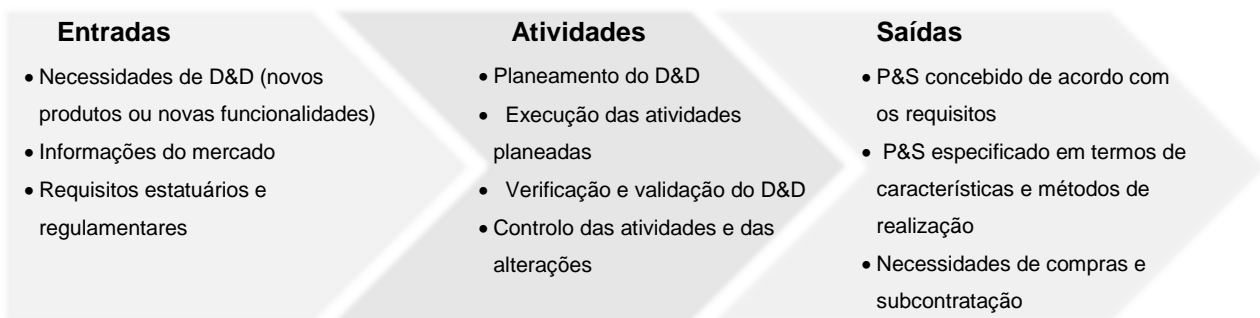 Entradas
• Necessidades de D&D (novos
produtos ou novas funcionalidades)
• Informações do mercado
• Requisitos estatuários e
regulamentares
Atividades
• Planeamento do D&D
• Execução das atividades
planeadas
• Verificação e validação do D&D
• Controlo das atividades e das
alterações
Saídas
• P&S concebido de acordo com
os requisitos
• P&S especificado em termos de
características e métodos de
realização
• Necessidades de compras e
subcontratação